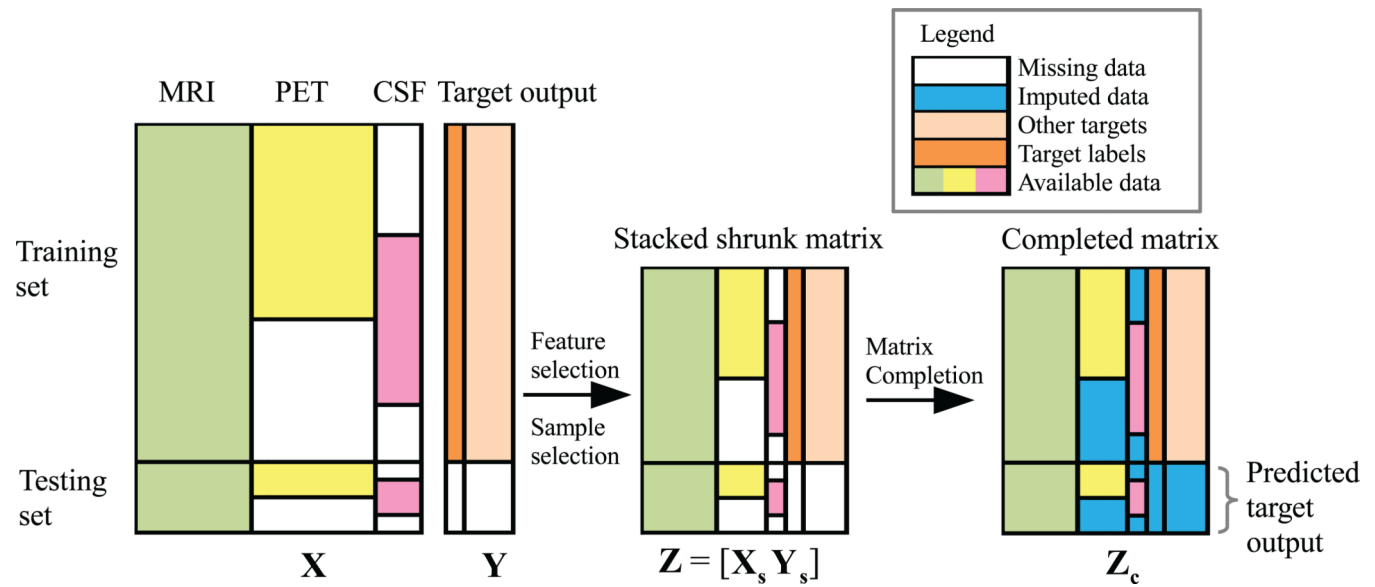 Legend
Missing data
Imputed data
Other targets
Target labels
Available data
MRI
PET
CSF
Target output
Training
set
Testing
set
X
Y
Feature
selection
Sample
selection
Stacked shrunk matrix
Z = [Xs Ys]
Matrix
Completion
Completed matrix
Zc
Predicted
target
output